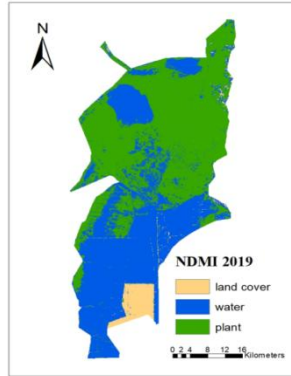 N
NDMI 2019
land cover
water
plant
0 2 4 8 12 16
Kilometers